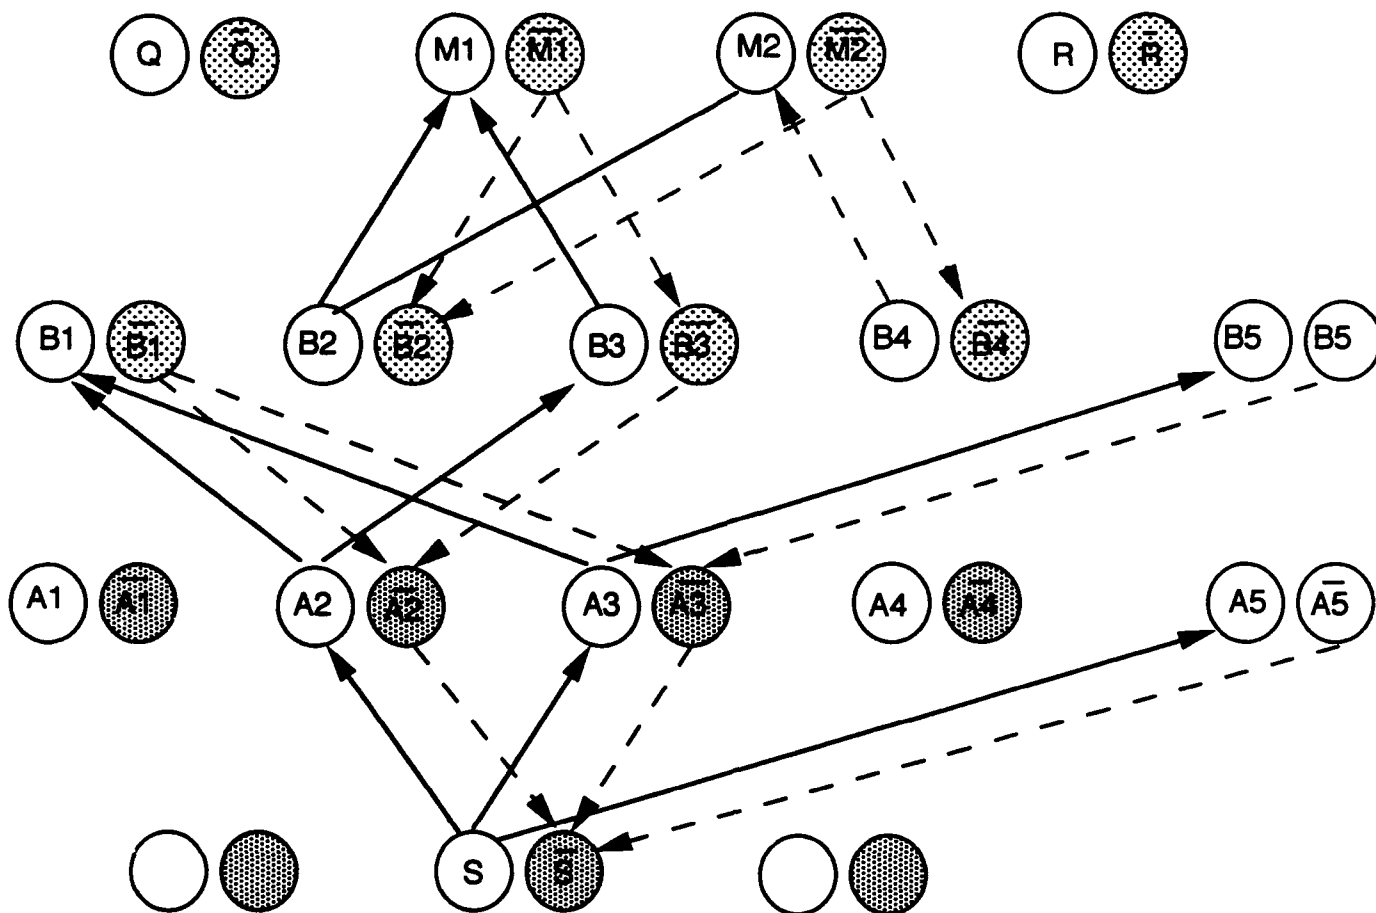 Q Q̄ M1 M̄1̄ M2 M̄2̄ R R̄
B1 B̄1̄ B2 B̄2̄ B3 B̄3̄ B4 B̄4̄ B5 B5
A1 Ā1̄ A2 Ā2̄ A3 Ā3̄ A4 Ā4̄ A5 Ā5
S S̄